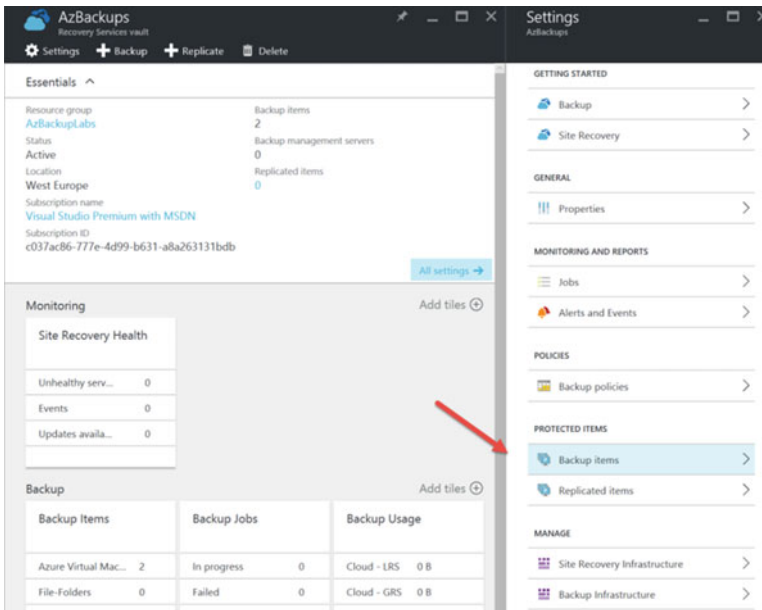 AzBackups
Recovery Services vault
Settings Backup Replicate Delete
Essentials
Resource group
AzBackupLabs
Status
Active
Location
West Europe
Subscription name
Visual Studio Premium with MSDN
Subscription ID
c037ac86-777e-4d99-b631-a8a263131bdb
Backup items
2
Backup management servers
0
Replicated items
0
All settings
Monitoring
Add tiles
Site Recovery Health
Unhealthy serv... 0
Events 0
Updates availa... 0
Backup
Add tiles
Backup Items
Azure Virtual Mac... 2
File-Folders 0
Backup Jobs
In progress 0
Failed 0
Backup Usage
Cloud - LRS 0 B
Cloud - GRS 0 B
Settings
AzBackups
GETTING STARTED
Backup
Site Recovery
GENERAL
Properties
MONITORING AND REPORTS
Jobs
Alerts and Events
POLICIES
Backup policies
PROTECTED ITEMS
Backup items
Replicated items
MANAGE
Site Recovery Infrastructure
Backup Infrastructure